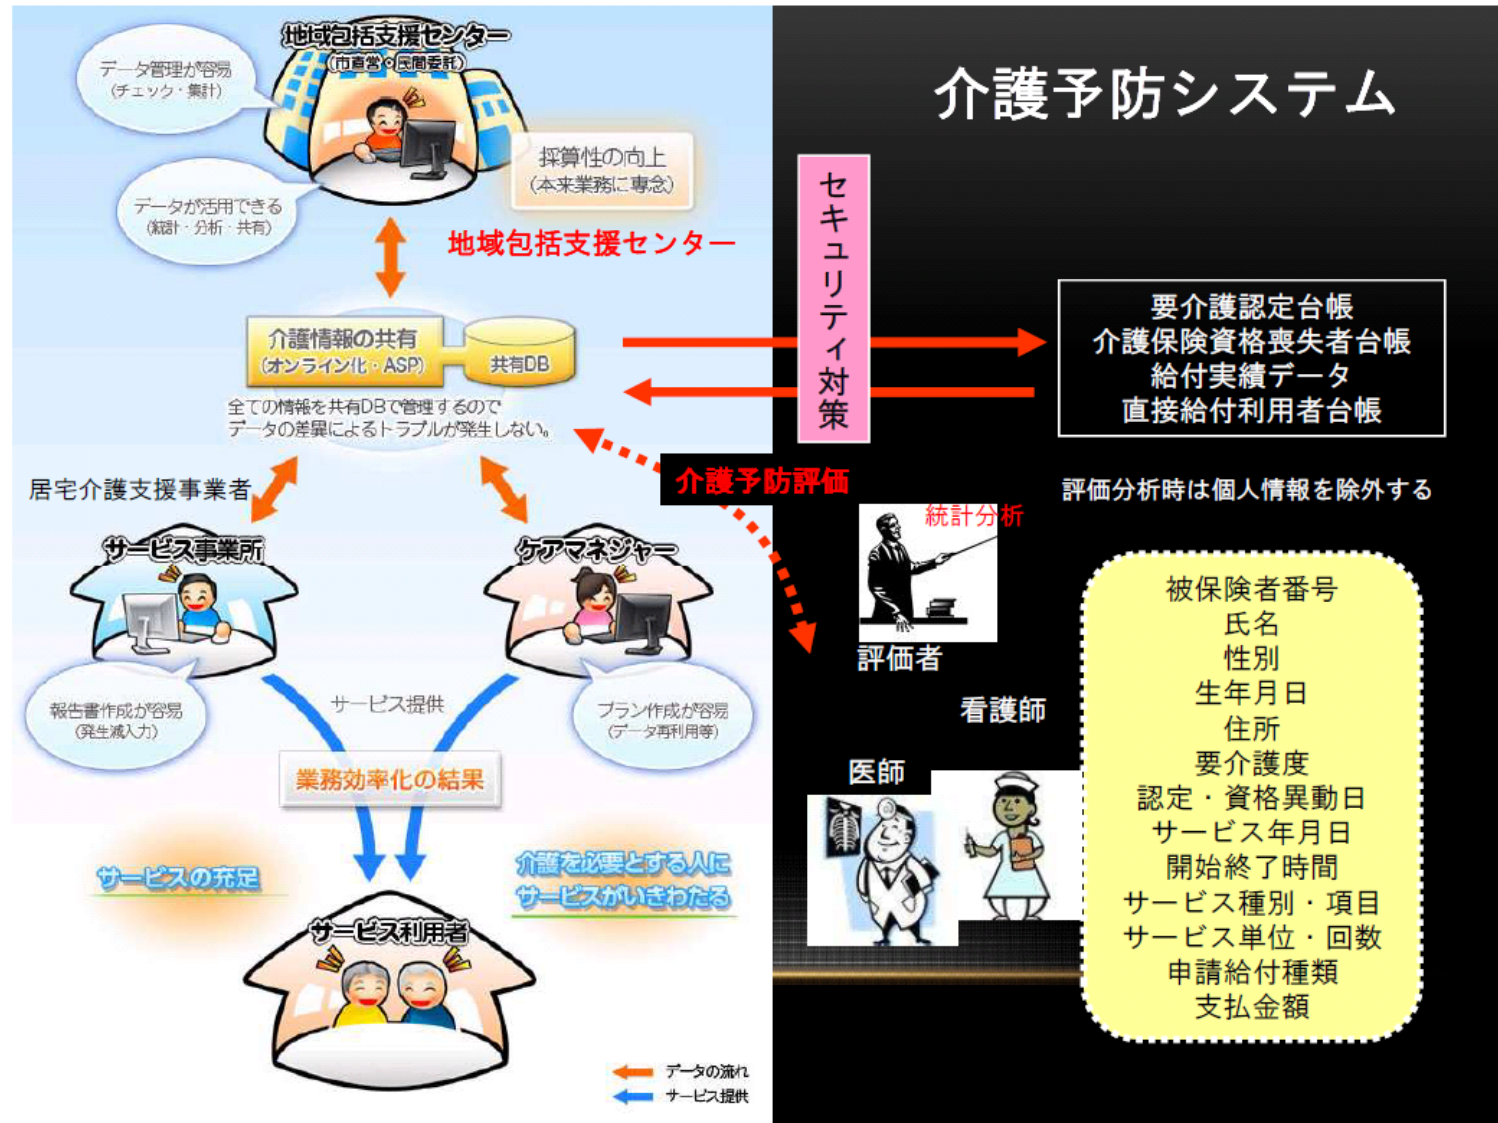 地域包括支援センター
(市直営・民間委託)
データ管理が容易
(チェック・集計)
採算性の向上
(本来業務に専念)
データが活用できる
(統計・分析・共有)
地域包括支援センター
介護情報の共有
(オンライン化・ASP)
共有DB
全ての情報を共有DBで管理するので
データの差異によるトラブルが発生しない。
居宅介護支援事業者
サービス事業所
ケアマネジャー
報告書作成が容易
(発生減入力)
サービス提供
プラン作成が容易
(データ再利用等)
業務効率化の結果
サービスの充足
介護を必要とする人に
サービスがいきわたる
サービス利用者
データの流れ
サービス提供
介護予防システム
セキュリティ対策
要介護認定台帳
介護保険資格喪失者台帳
給付実績データ
直接給付利用者台帳
介護予防評価
評価分析時は個人情報を除外する
統計分析
評価者
看護師
医師
被保険者番号
氏名
性別
生年月日
住所
要介護度
認定・資格異動日
サービス年月日
開始終了時間
サービス種別・項目
サービス単位・回数
申請給付種類
支払金額